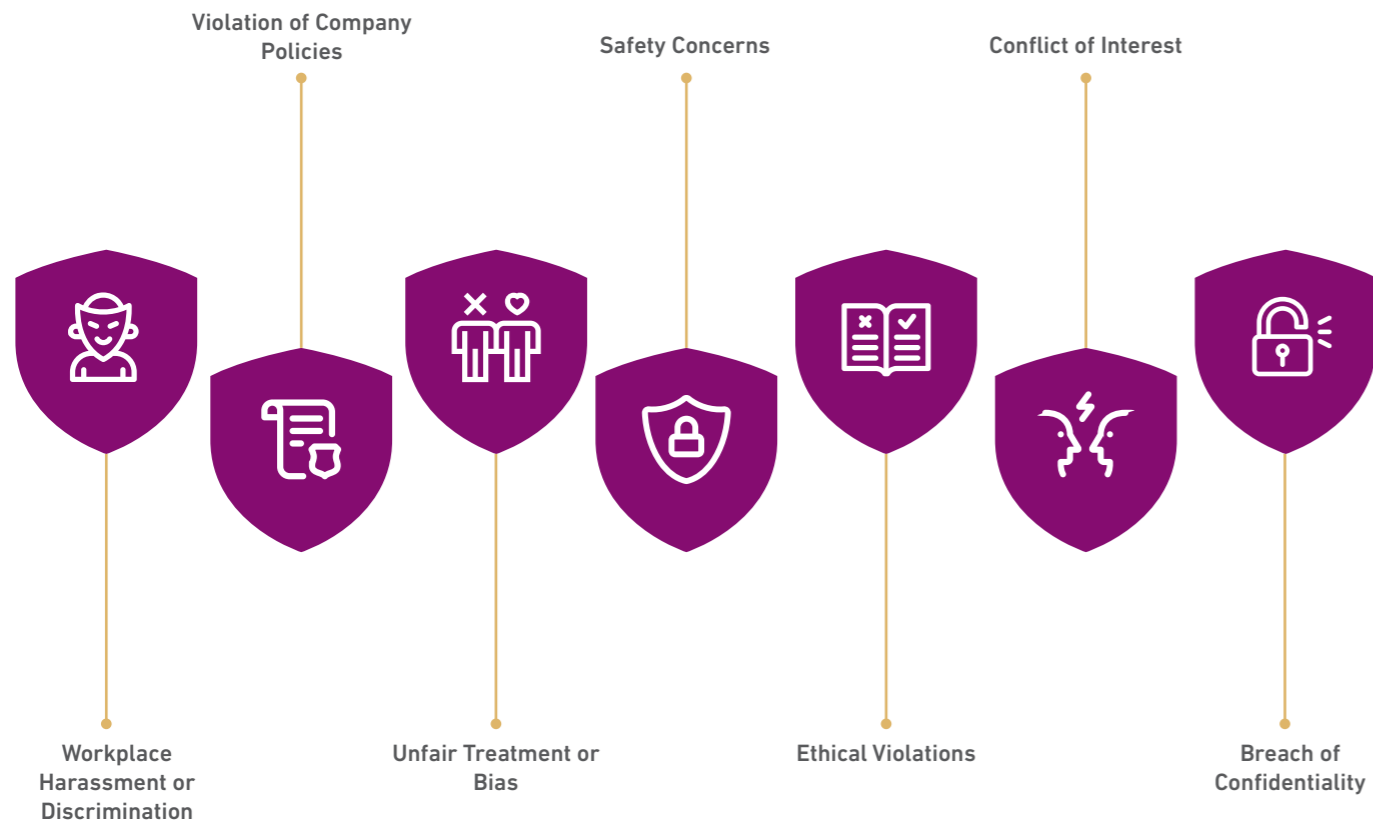 Violation of Company
Policies
Safety Concerns
Conflict of Interest
Workplace
Harassment or
Discrimination
Unfair Treatment or
Bias
Ethical Violations
Breach of
Confidentiality